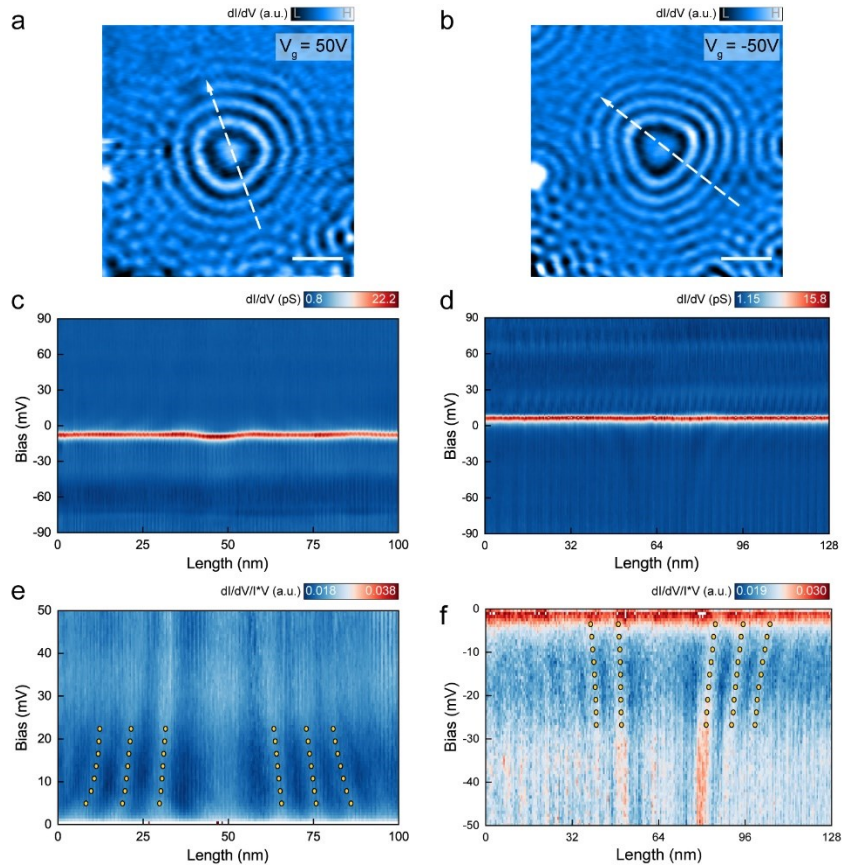 a
dI/dV (a.u.) L H
V_g = 50V
b
dI/dV (a.u.) L H
V_g = -50V
c
dI/dV (pS) 0.8 22.2
90
60
30
0
-30
-60
-90
Bias (mV)
0 25 50 75 100
Length (nm)
d
dI/dV (pS) 1.15 15.8
90
60
30
0
-30
-60
-90
Bias (mV)
0 32 64 96 128
Length (nm)
e
dI/dV/I*V (a.u.) 0.018 0.038
50
40
30
20
10
0
Bias (mV)
0 25 50 75 100
Length (nm)
f
dI/dV/I*V (a.u.) 0.019 0.030
0
-10
-20
-30
-40
-50
Bias (mV)
0 32 64 96 128
Length (nm)